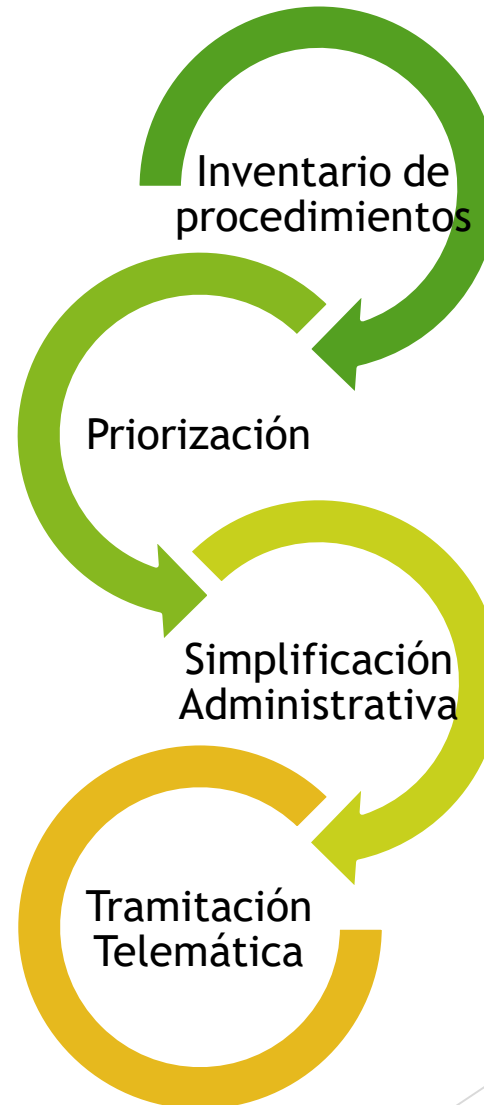 Inventario de
procedimientos
Priorización
Simplificación
Administrativa
Tramitación
Telemática